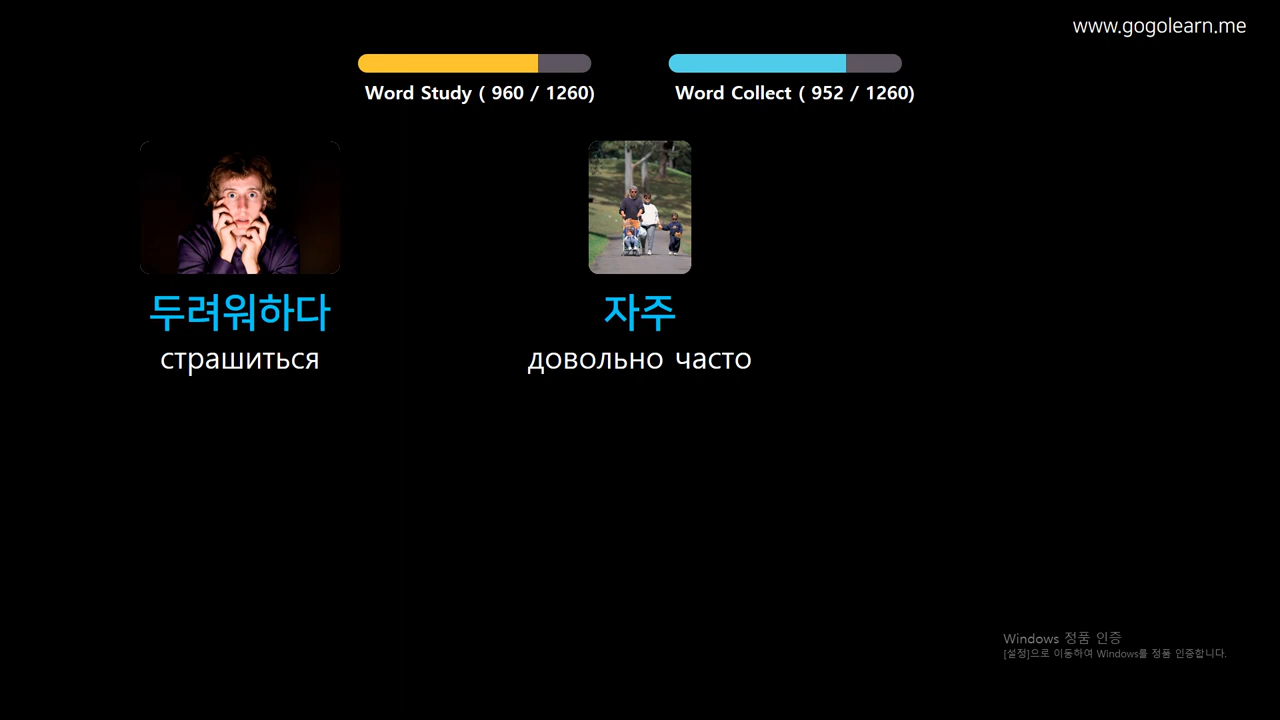 www.gogolearn.me
Word Study ( 960 / 1260)
Word Collect ( 952 / 1260)
두려워하다
자주
страшиться
довольно часто
Windows 정품 인증
[설정]으로 이동하여 Windows를 정품 인증합니다.